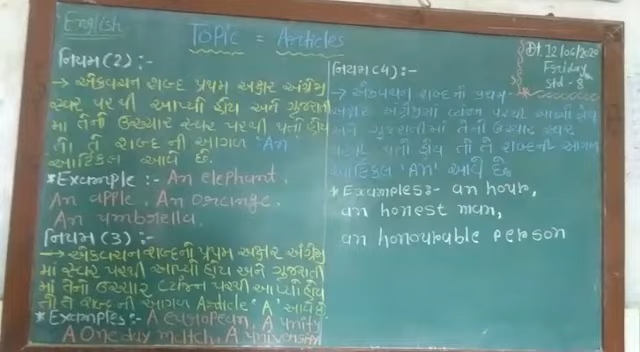 English
Topic = Articles
Dt. 12/06/2020
Friday
Std - 8
નિયમ (2) :-
→ એકવચન શબ્દ પ્રથમ અક્ષર અંગ્રેજી
સ્વર પરથી આપ્યો હોય અને ગુજરાતી
માં તેનો ઉચ્ચાર સ્વર પરથી થતો હોય
તો તે શબ્દ ની આગળ 'An'
આર્ટિકલ આવે છે.
* Example :- An elephant,
An apple, An orange,
An umbrella.
નિયમ (3) :-
→ એકવચન શબ્દનો પ્રથમ અક્ષર અંગ્રેજી
માં સ્વર પરથી આપ્યો હોય અને ગુજરાતી
માં તેનો ઉચ્ચાર વ્યંજન પરથી આપ્યો હોય
તો તે શબ્દ ની આગળ Article 'A' આવે છે.
* Examples:- A European, A unity
A One day match, A university
નિયમ (4) :-
→ એકવચન શબ્દની પ્રથમ
અક્ષર અંગ્રેજીમાં વ્યંજન પરથી આપ્યો હોય
અને ગુજરાતીમાં તેનો ઉચ્ચાર સ્વર
પરથી થતો હોય તો તે શબ્દની આગળ
આર્ટિકલ 'An' આવે છે.
* Examples:- an hour,
an honest man,
an honourable person